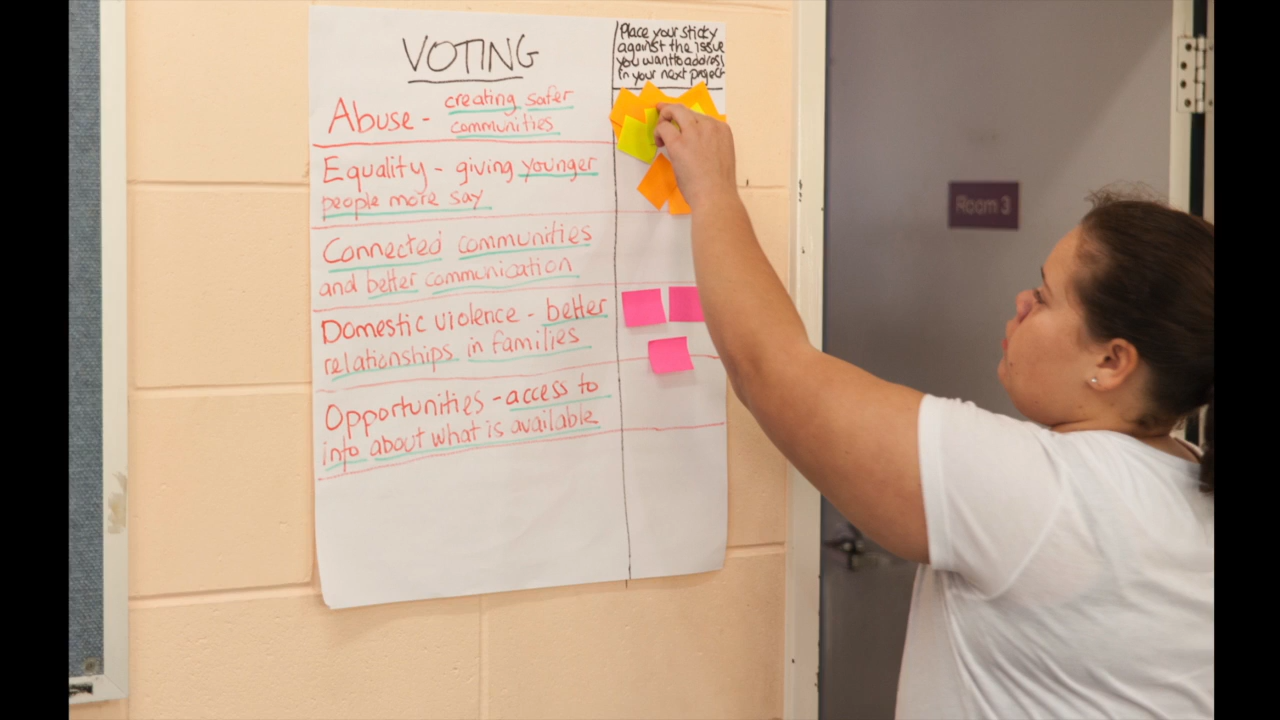 VOTING
Place your sticky
against the issue
you want to address
in your next project
Abuse - creating safer
communities
Equality - giving younger
people more say
Connected communities
and better communication
Domestic violence - better
relationships in families
Opportunities - access to
info about what is available
Room 3